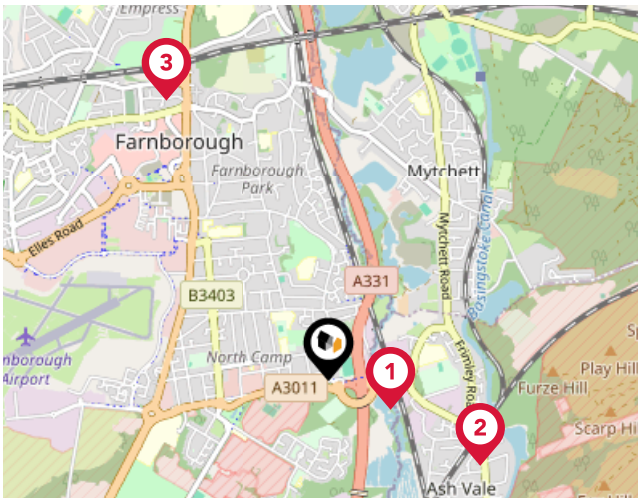 Empress
3
Farnborough
Farnborough
Park
Mytchett
Elles Road
Mytchett Road
Basingstoke Canal
A331
B3403
nborough
Airport
North Camp
A3011
1
Frimley Roa
Play Hill
Furze Hill
2
Scarp Hi
Ash Vale